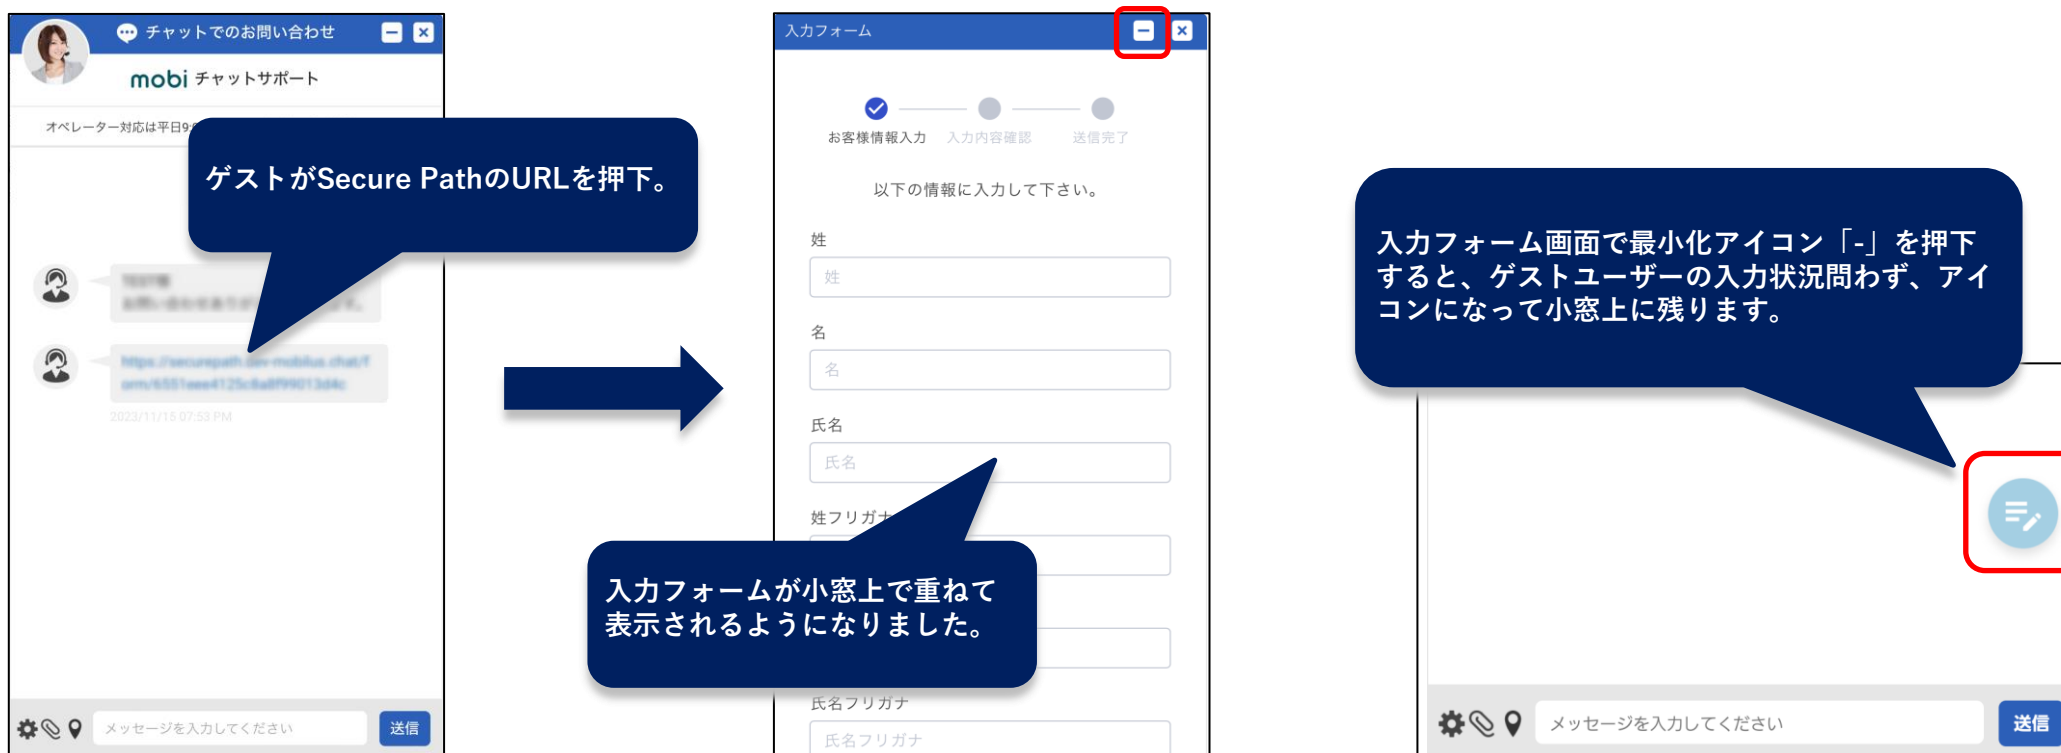 チャットでのお問い合わせ
mobi チャットサポート
オペレーター対応は平日9:
ゲストがSecure PathのURLを押下。
2023/11/15 07:53 PM
メッセージを入力してください
送信
入力フォーム
お客様情報入力 入力内容確認 送信完了
以下の情報に入力して下さい。
姓
姓
名
名
氏名
氏名
姓フリガナ
入力フォームが小窓上で重ねて
表示されるようになりました。
氏名フリガナ
氏名フリガナ
入力フォーム画面で最小化アイコン「-」を押下
すると、ゲストユーザーの入力状況問わず、アイ
コンになって小窓上に残ります。
メッセージを入力してください
送信